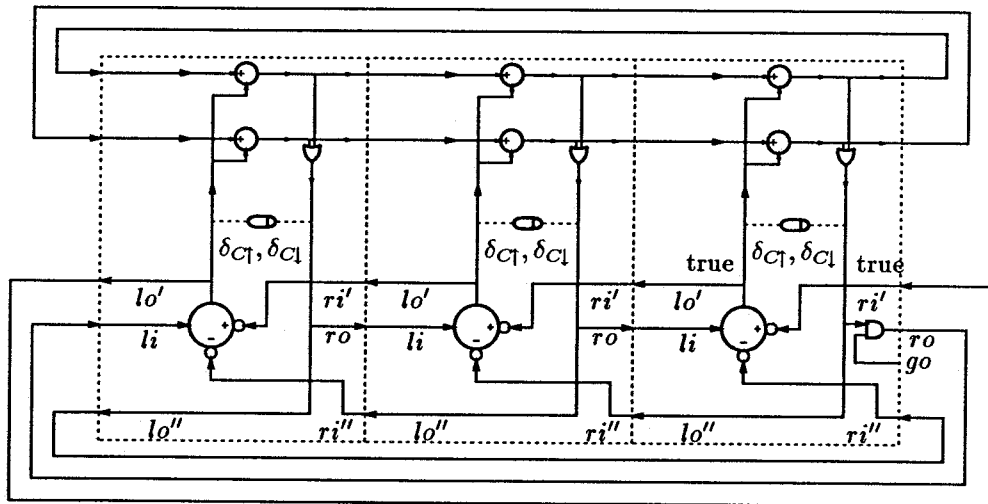 δC↑, δC↓ δC↑, δC↓ δC↑, δC↓
true true
lo' ri' lo' ri' lo' ri'
li ro li ro li ro
go
lo'' ri'' lo'' ri'' lo'' ri''
+ + +
+ + +
+ + +
- - -